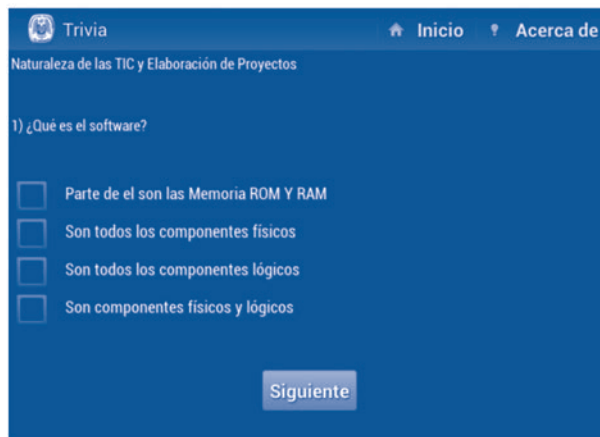 Trivia Inicio Acerca de
Naturaleza de las TIC y Elaboración de Proyectos
1) ¿Qué es el software?
Parte de el son las Memoria ROM Y RAM
Son todos los componentes físicos
Son todos los componentes lógicos
Son componentes físicos y lógicos
Siguiente